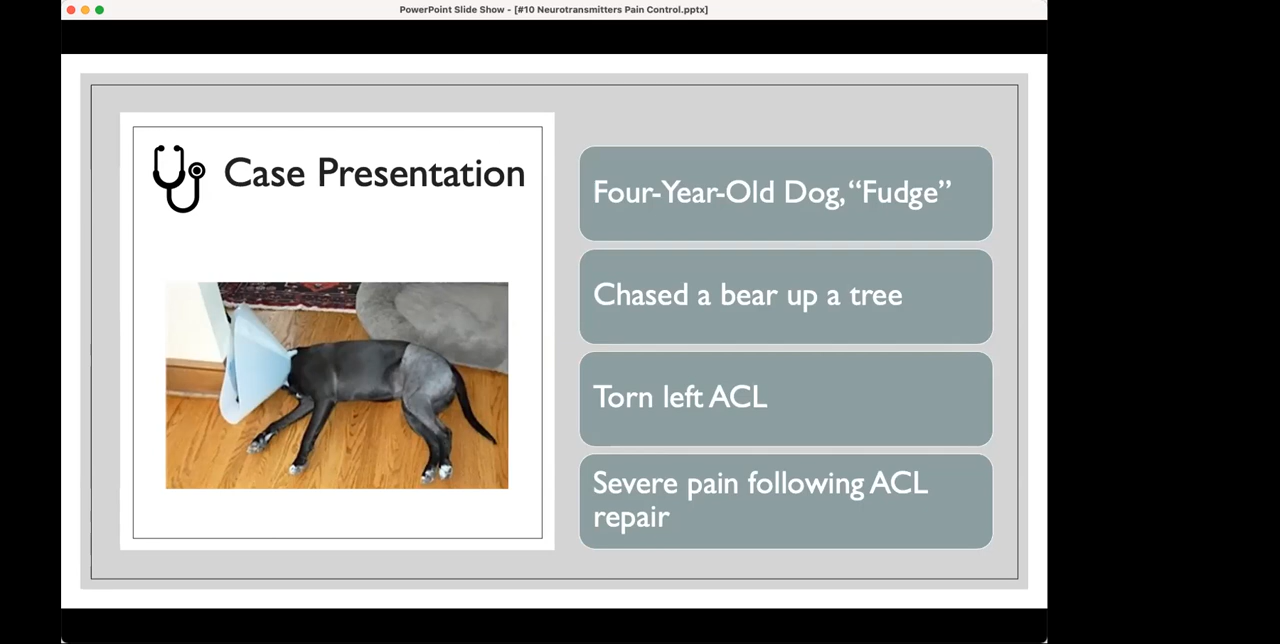 PowerPoint Slide Show - [#10 Neurotransmitters Pain Control.pptx]
Case Presentation
Four-Year-Old Dog, “Fudge”
Chased a bear up a tree
Torn left ACL
Severe pain following ACL
repair